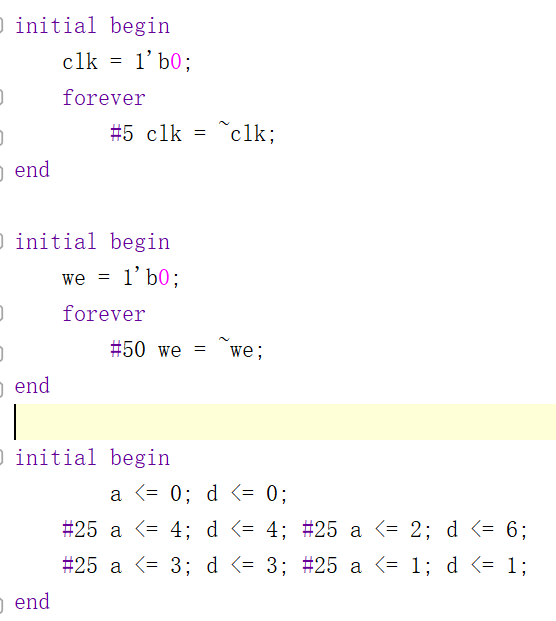 initial begin
    clk = 1'b0;
    forever
        #5 clk = ~clk;
end
initial begin
    we = 1'b0;
    forever
        #50 we = ~we;
end
initial begin
        a <= 0; d <= 0;
    #25 a <= 4; d <= 4; #25 a <= 2; d <= 6;
    #25 a <= 3; d <= 3; #25 a <= 1; d <= 1;
end